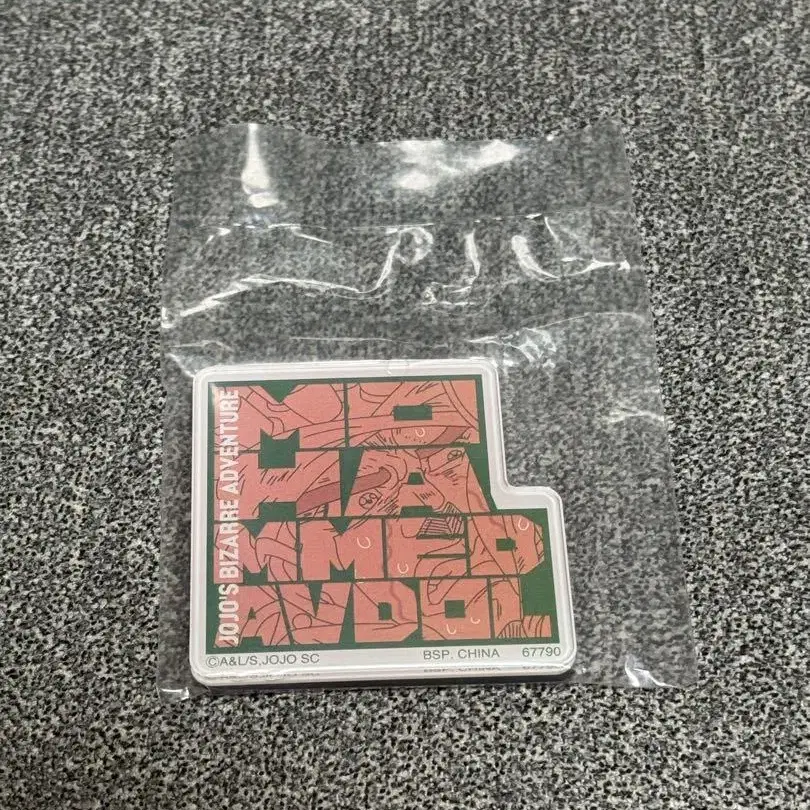 JOJO'S BIZARRE ADVENTURE
MO
HA
MMED
AVDOL
©A&L/S,JOJO SC BSP, CHINA 67790